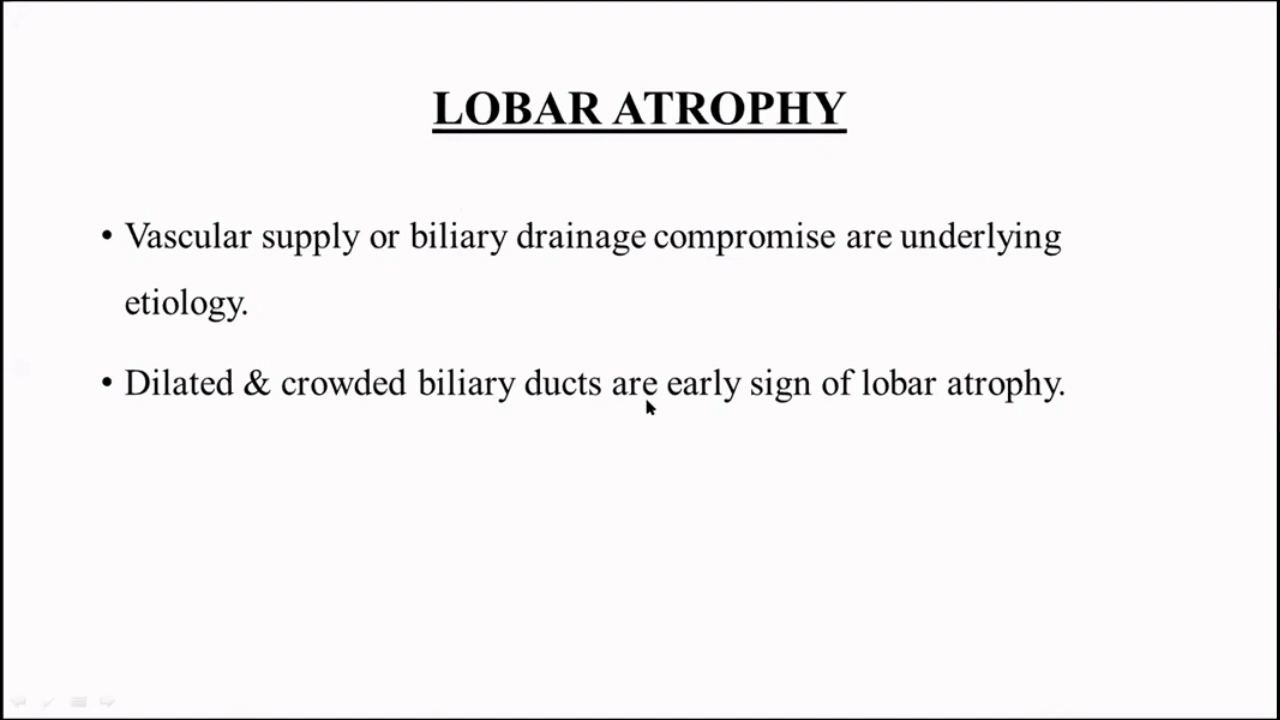 LOBAR ATROPHY
• Vascular supply or biliary drainage compromise are underlying
etiology.
• Dilated & crowded biliary ducts are early sign of lobar atrophy.